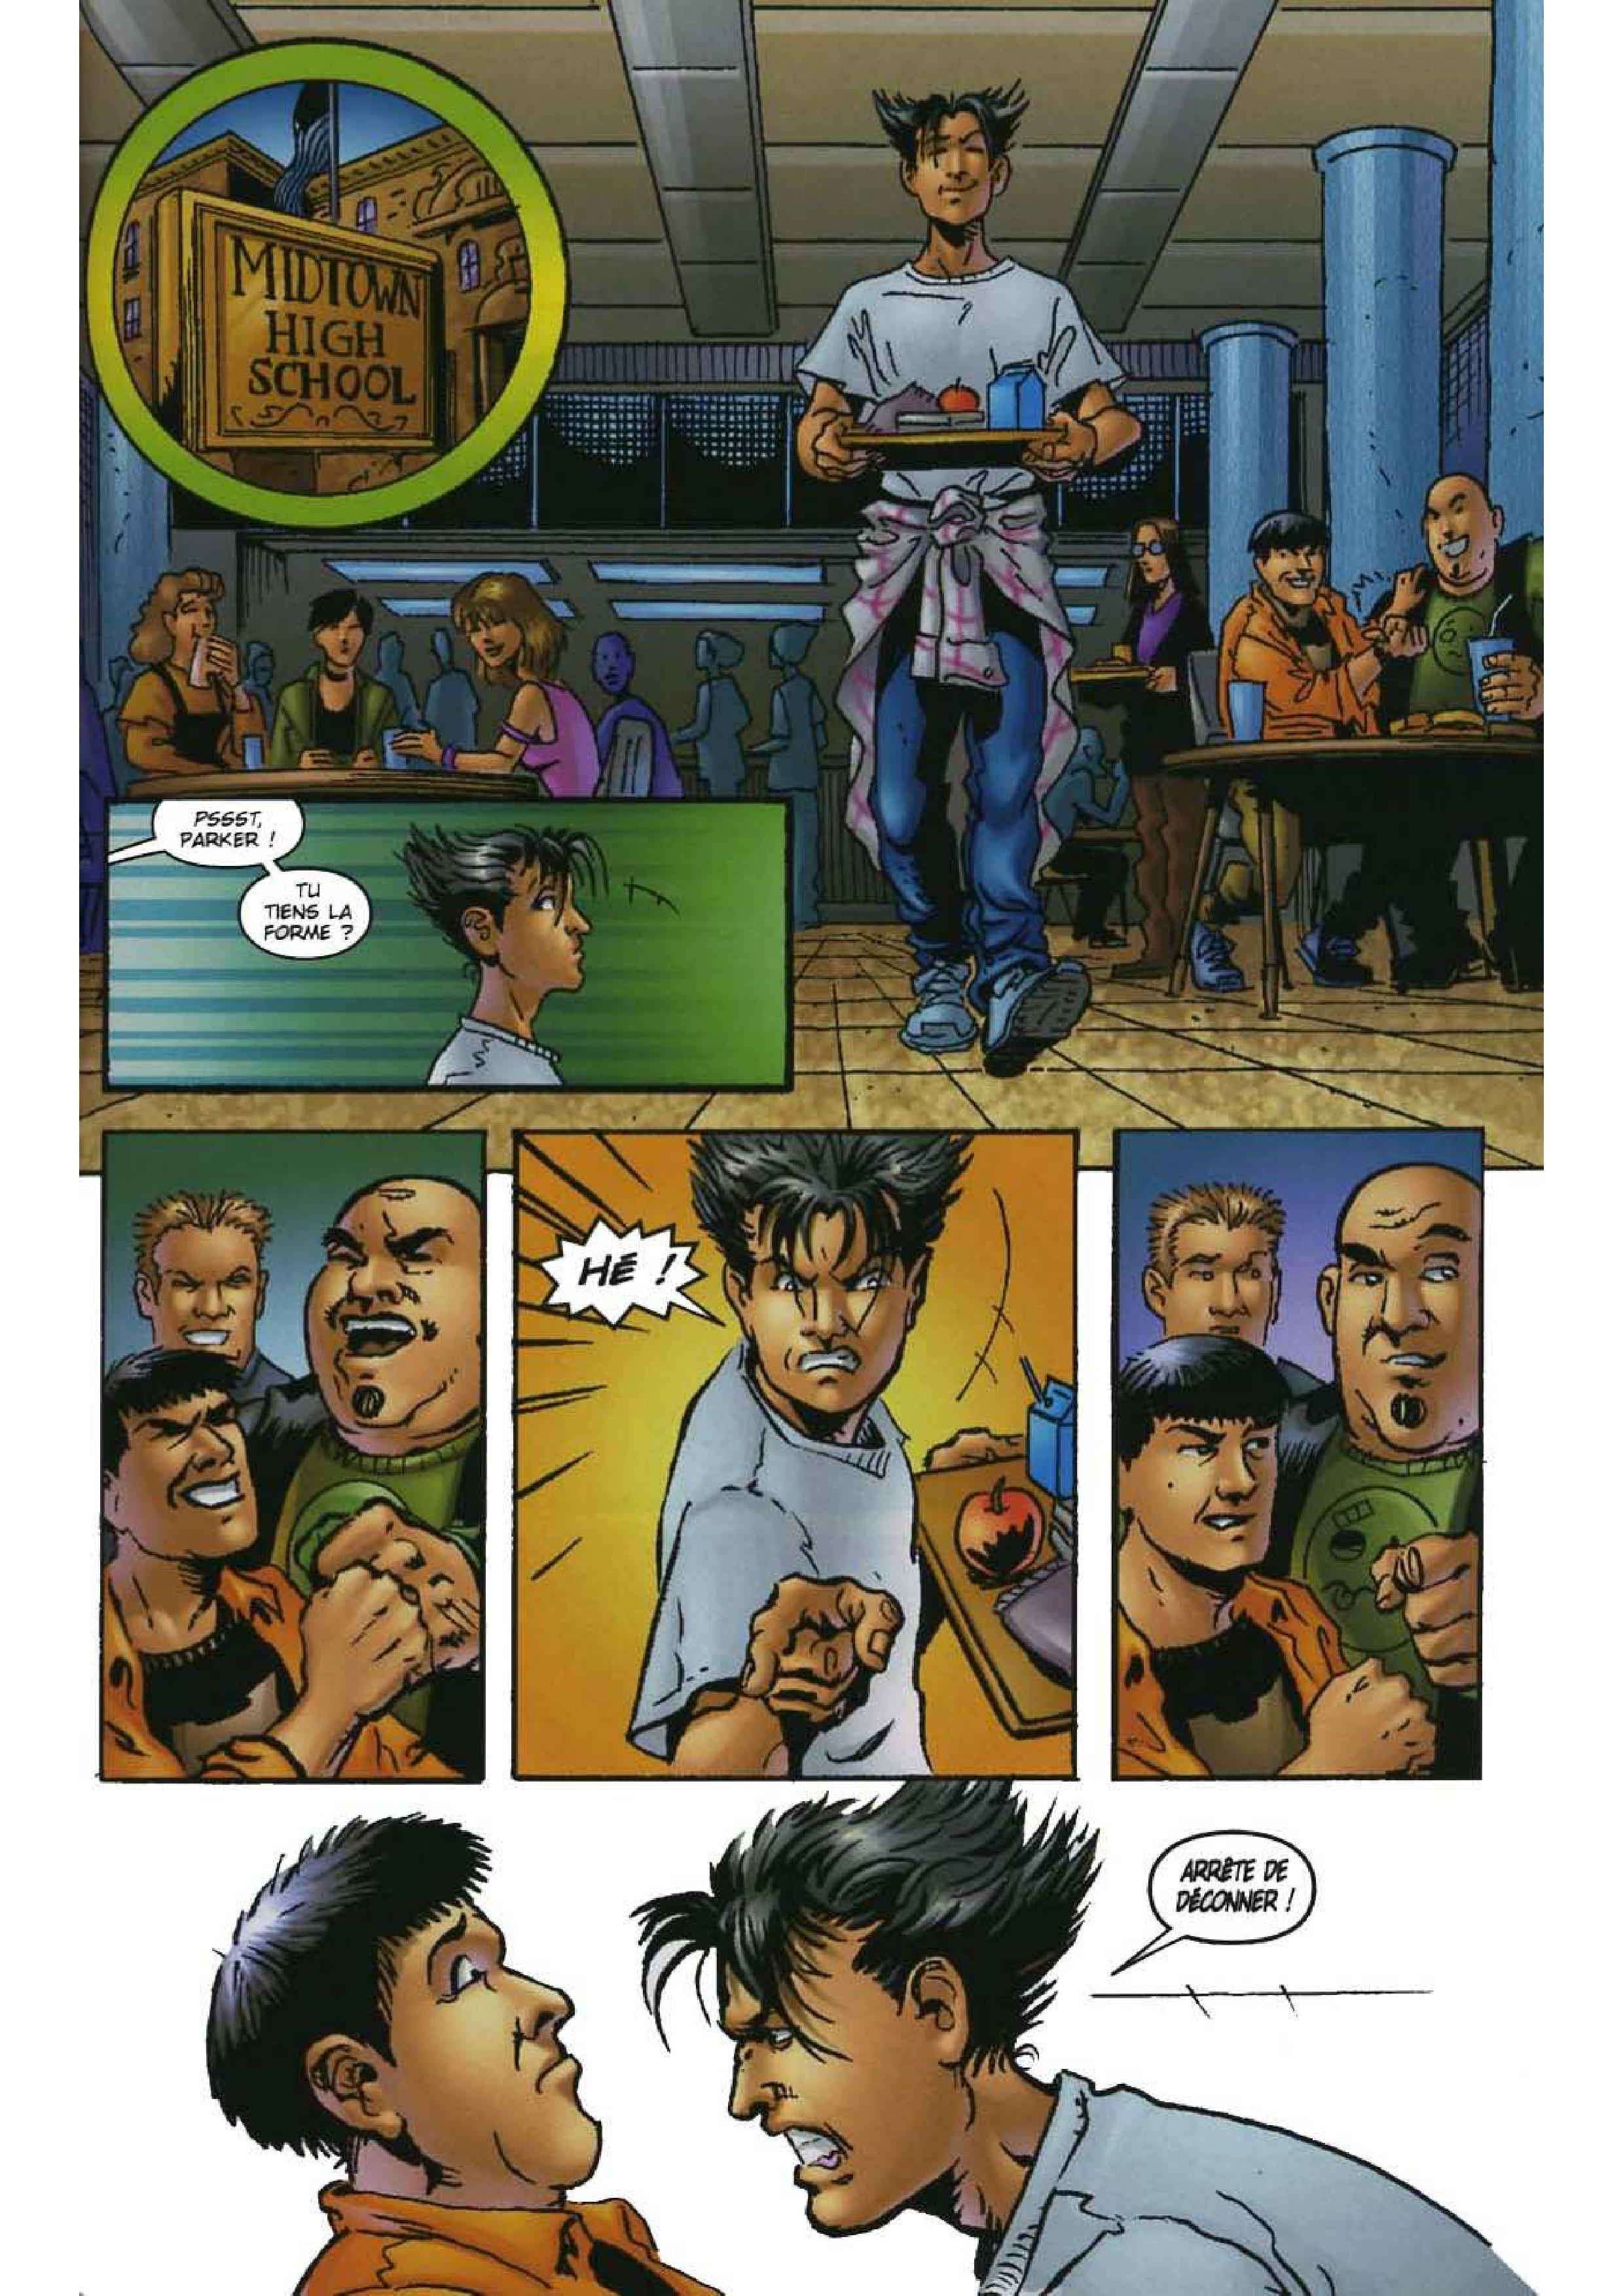 MIDTOWN
HIGH
SCHOOL
PSSST,
PARKER !
TU
TIENS LA
FORME ?
HÉ !
ARRÊTE DE
DÉCONNER !